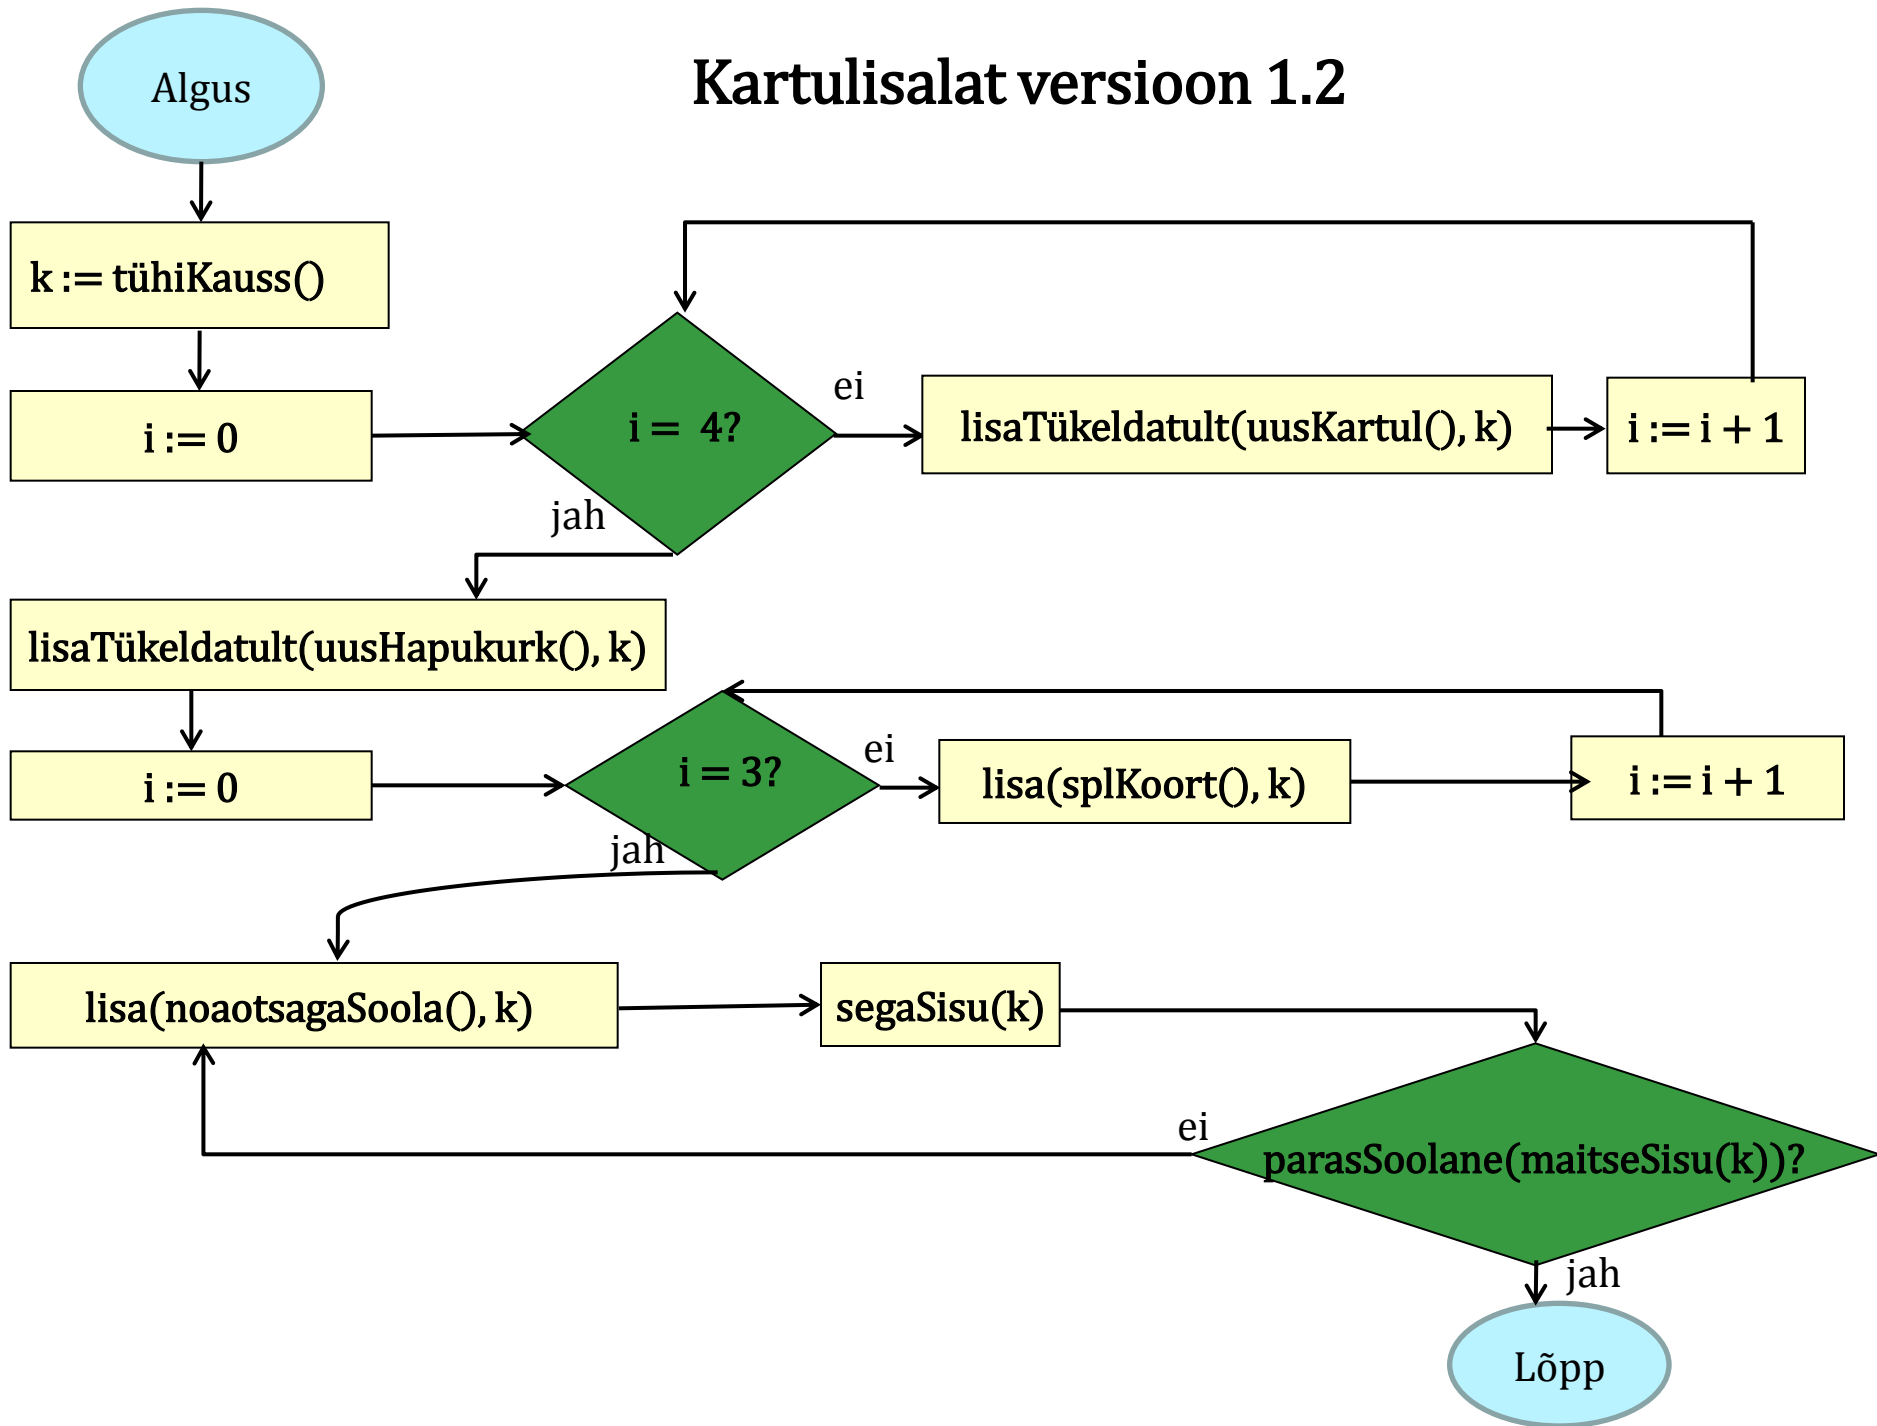 Algus
Kartulisalat versioon 1.2
k := tühiKauss()
i := 0
i = 4?
ei
lisaTükeldatult(uusKartul(), k)
i := i + 1
jah
lisaTükeldatult(uusHapukurk(), k)
i := 0
i = 3?
ei
lisa(splKoort(), k)
i := i + 1
jah
lisa(noaotsagaSoola(), k)
segaSisu(k)
ei
parasSoolane(maitseSisu(k))?
jah
Lõpp